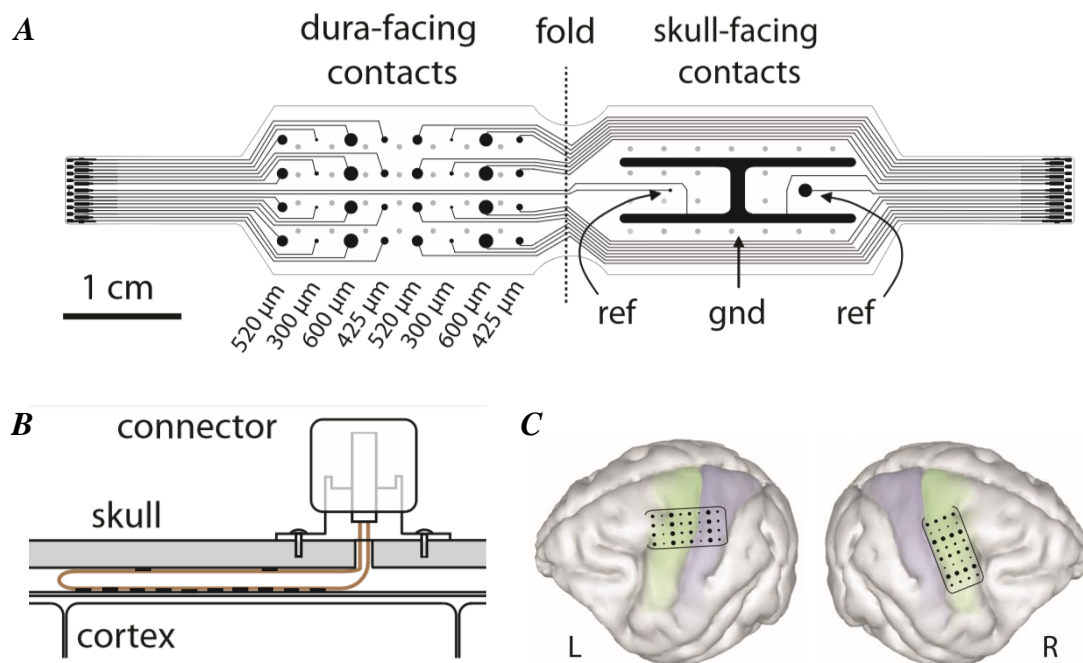 A
dura-facing
contacts
fold
skull-facing
contacts
1 cm
520 µm
300 µm
600 µm
425 µm
520 µm
300 µm
600 µm
425 µm
ref
gnd
ref
B
connector
skull
cortex
C
L
R